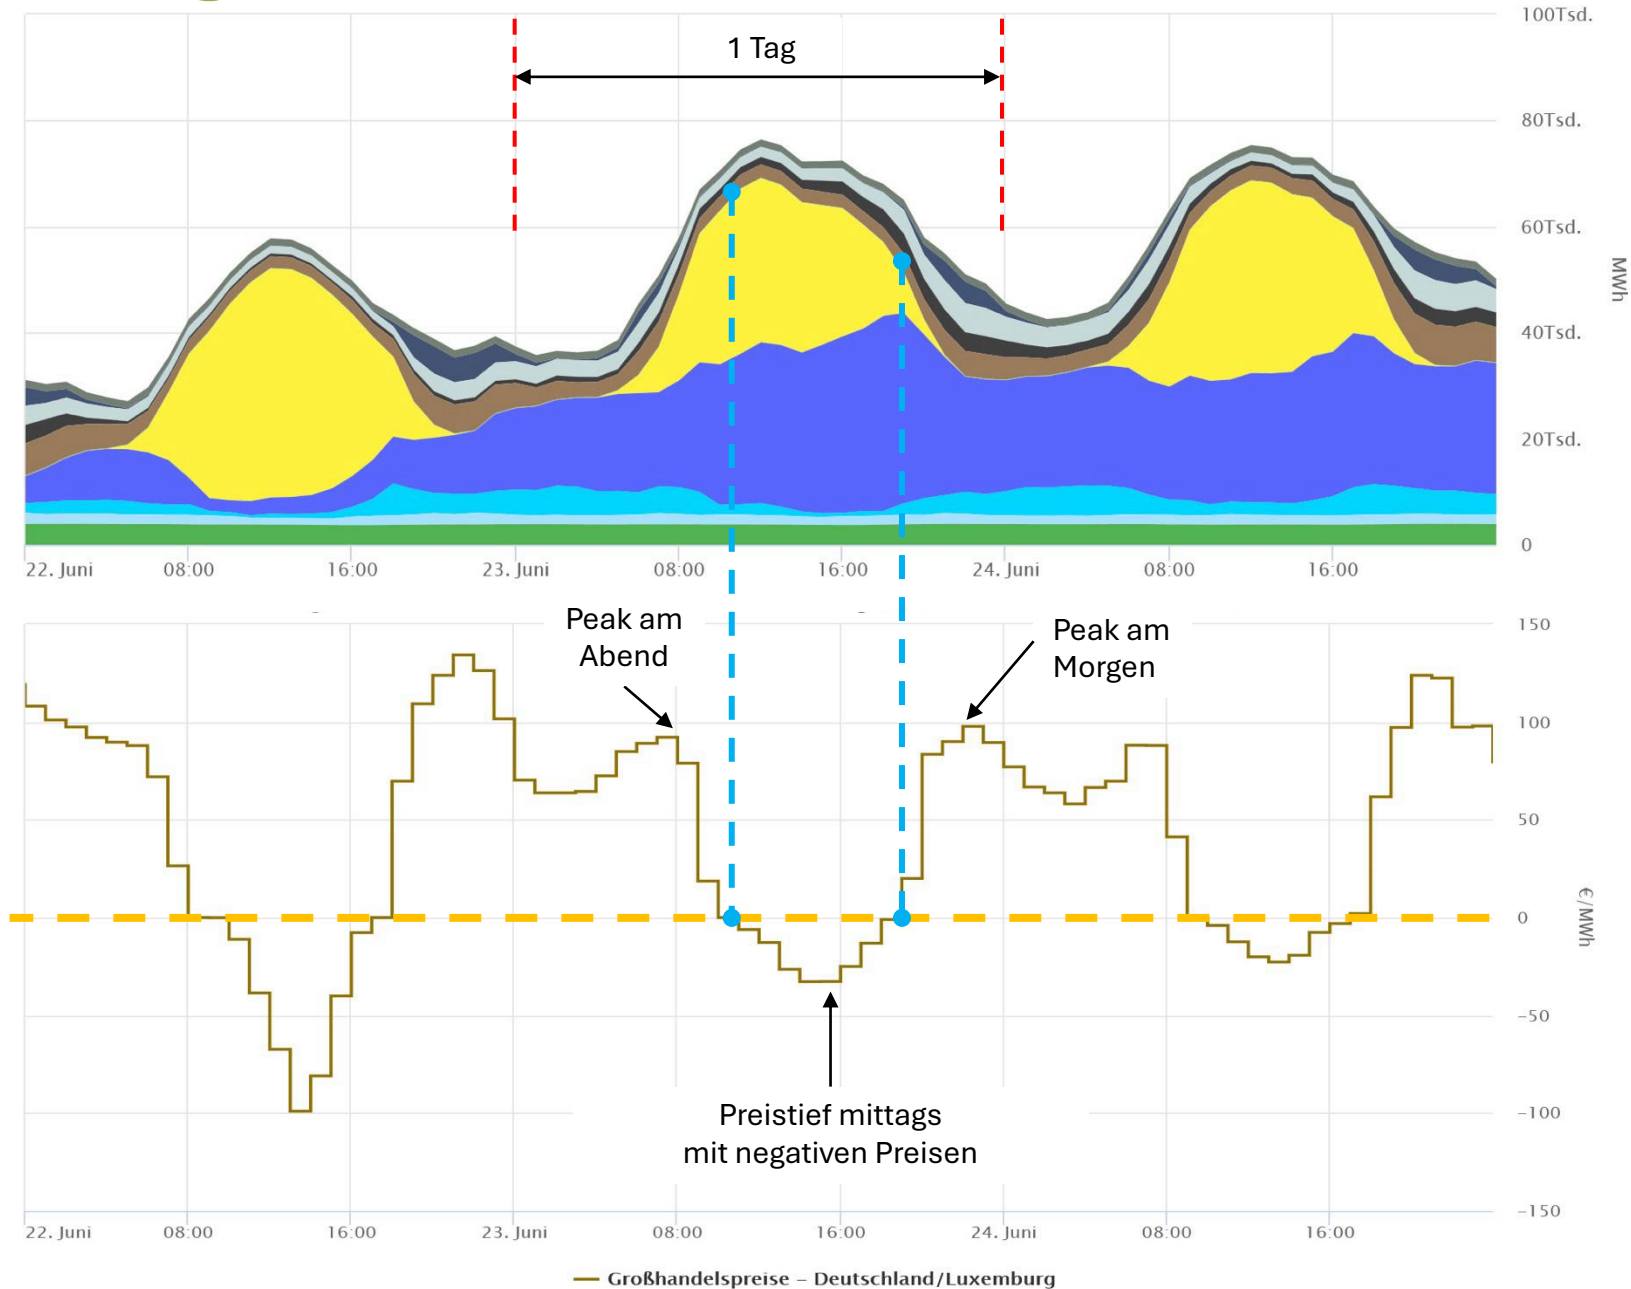 100Tsd.
1 Tag
80Tsd.
60Tsd.
MWh
40Tsd.
20Tsd.
0
22. Juni 08:00 16:00 23. Juni 08:00 16:00 24. Juni 08:00 16:00
Peak am
Abend
Peak am
Morgen
150
100
50
€/MWh
0
-50
Preistief mittags
mit negativen Preisen
-100
-150
22. Juni 08:00 16:00 23. Juni 08:00 16:00 24. Juni 08:00 16:00
Großhandelspreise – Deutschland/Luxemburg